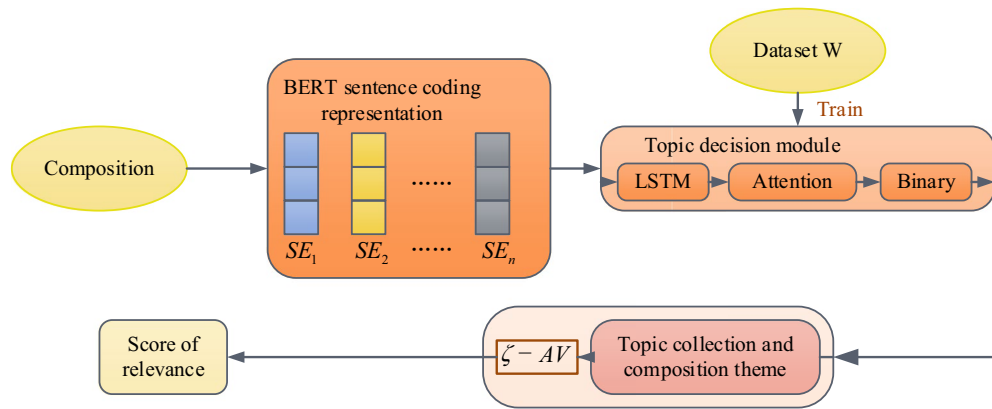 Dataset W
BERT sentence coding
representation
Train
Composition
Topic decision module
LSTM
Attention
Binary
......
SE₁
SE₂
......
SEₙ
Score of
relevance
ζ − AV
Topic collection and
composition theme